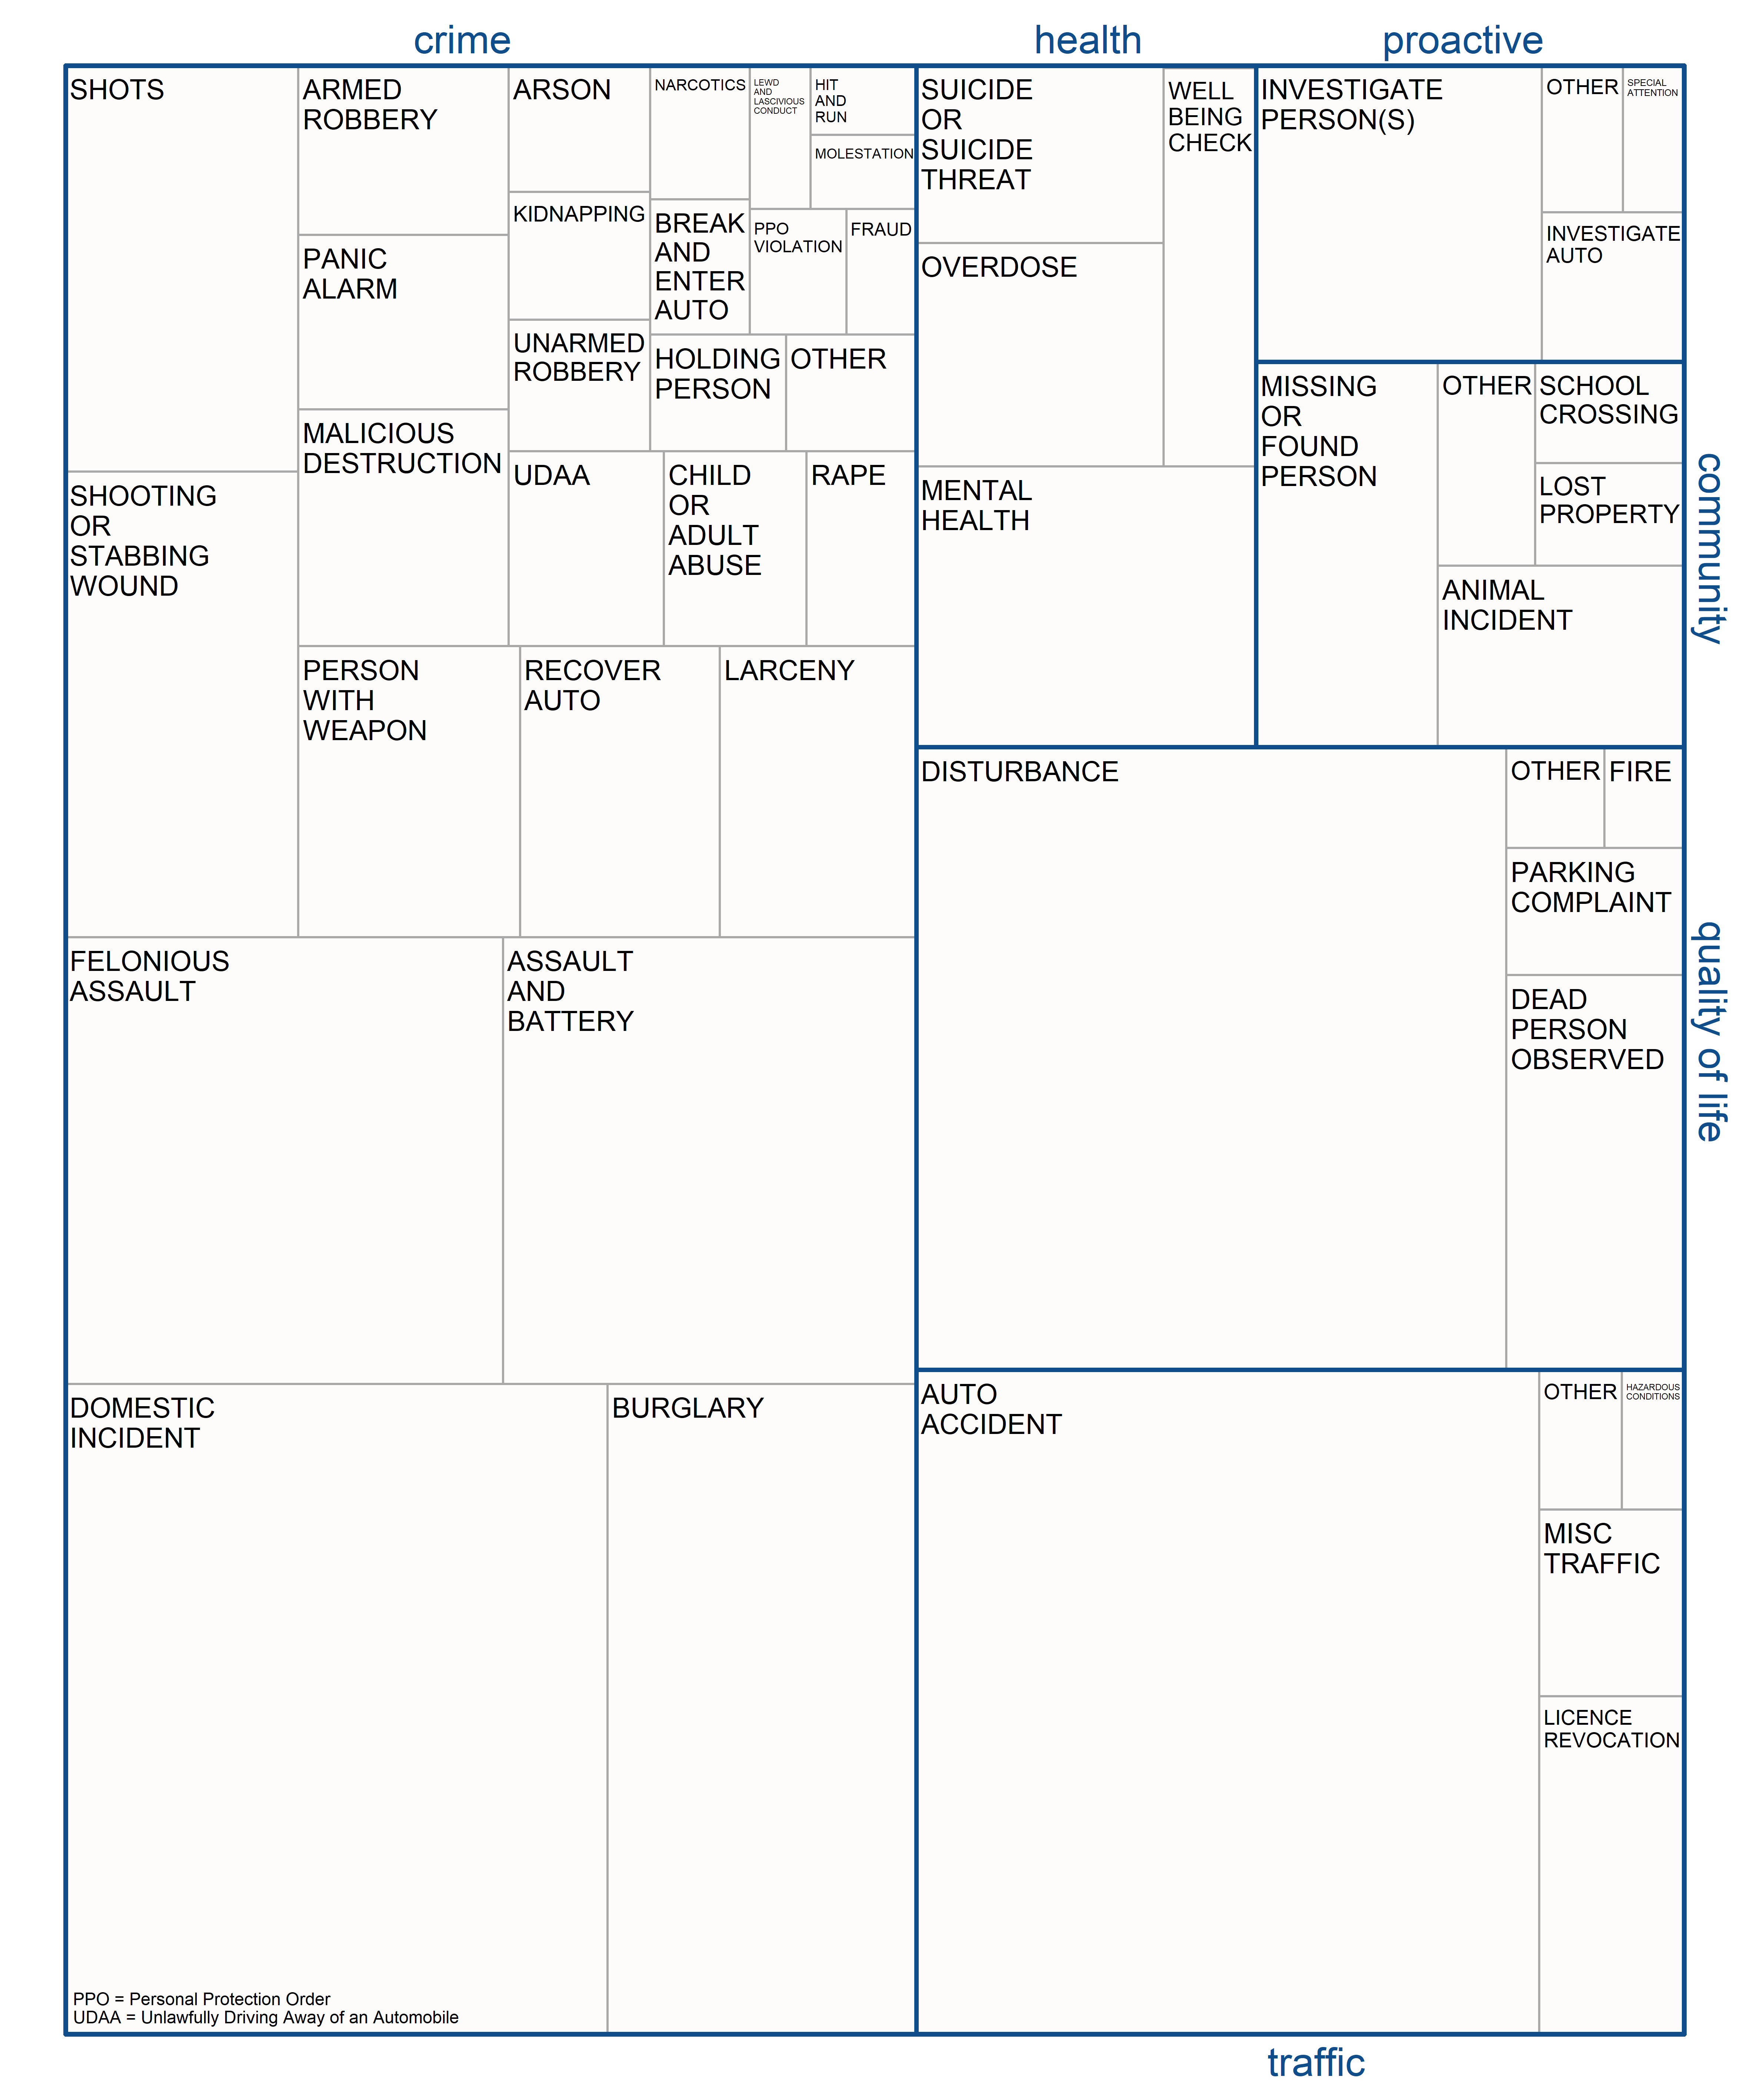 crime
health
proactive
SHOTS
ARMED
ROBBERY
ARSON
NARCOTICS
LEWD
AND
LASCIVIOUS
CONDUCT
HIT
AND
RUN
MOLESTATION
KIDNAPPING
BREAK
AND
ENTER
AUTO
PPO
VIOLATION
FRAUD
PANIC
ALARM
UNARMED
ROBBERY
HOLDING
PERSON
OTHER
MALICIOUS
DESTRUCTION
UDAA
CHILD
OR
ADULT
ABUSE
RAPE
SHOOTING
OR
STABBING
WOUND
PERSON
WITH
WEAPON
RECOVER
AUTO
LARCENY
FELONIOUS
ASSAULT
ASSAULT
AND
BATTERY
DOMESTIC
INCIDENT
BURGLARY
PPO = Personal Protection Order
UDAA = Unlawfully Driving Away of an Automobile
SUICIDE
OR
SUICIDE
THREAT
WELL
BEING
CHECK
OVERDOSE
MENTAL
HEALTH
INVESTIGATE
PERSON(S)
OTHER
SPECIAL
ATTENTION
INVESTIGATE
AUTO
MISSING
OR
FOUND
PERSON
OTHER
SCHOOL
CROSSING
LOST
PROPERTY
ANIMAL
INCIDENT
community
DISTURBANCE
OTHER
FIRE
PARKING
COMPLAINT
DEAD
PERSON
OBSERVED
quality of life
AUTO
ACCIDENT
OTHER
HAZARDOUS
CONDITIONS
MISC
TRAFFIC
LICENCE
REVOCATION
traffic